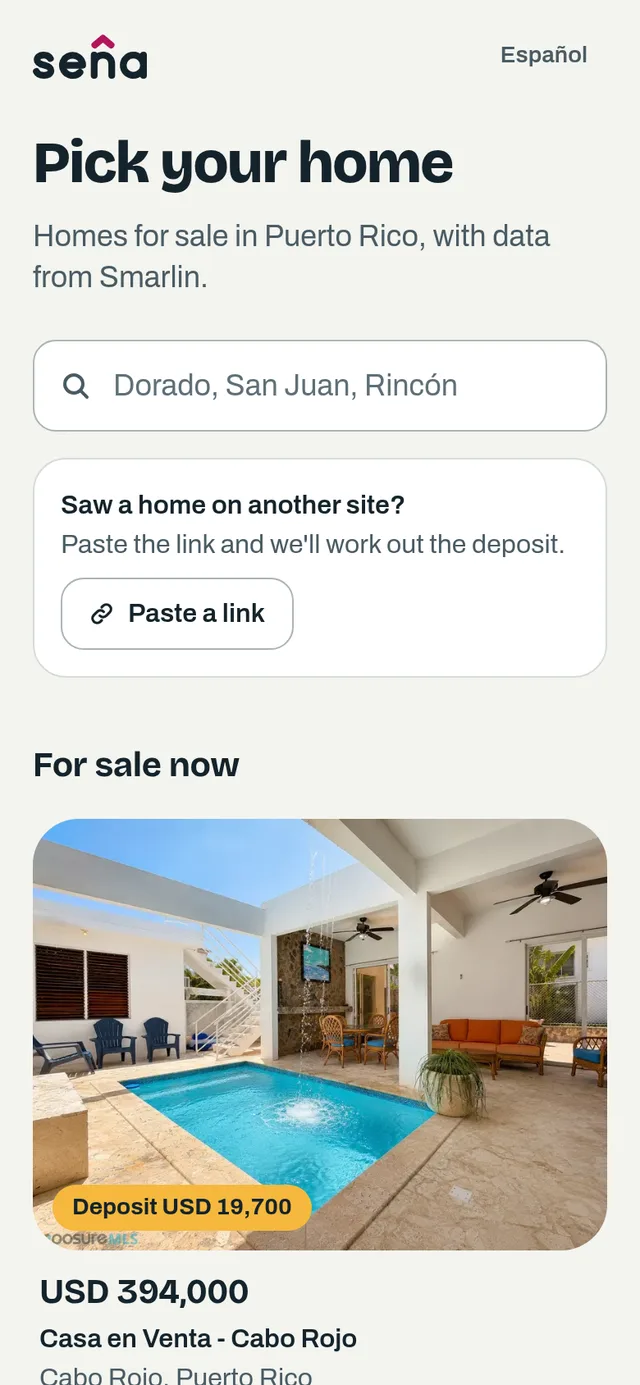 seña
Español
Pick your home
Homes for sale in Puerto Rico, with data
from Smarlin.
Dorado, San Juan, Rincón
Saw a home on another site?
Paste the link and we'll work out the deposit.
Paste a link
For sale now
Deposit USD 19,700
USD 394,000
Casa en Venta - Cabo Rojo
Cabo Rojo, Puerto Rico